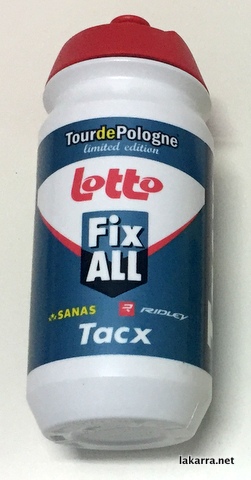 TourdePologne
limited edition
Lotto
Fix
ALL
SANAS
RIDLEY
Tacx
lakarra.net